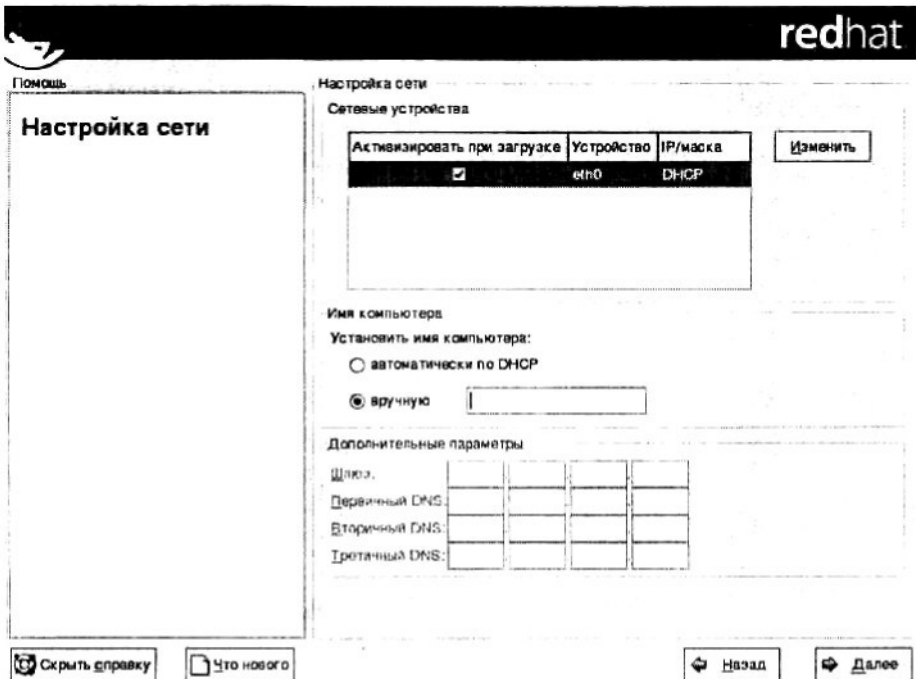 redhat
Помощь
Настройка сети
Настройка сети
Сетевые устройства
Активизировать при загрузке Устройство IP/маска
eth0 DHCP
Изменить
Имя компьютера
Установить имя компьютера:
автоматически по DHCP
вручную
Дополнительные параметры
Шлюз:
Первичный DNS:
Вторичный DNS:
Третичный DNS:
Скрыть справку
Что нового
Назад
Далее